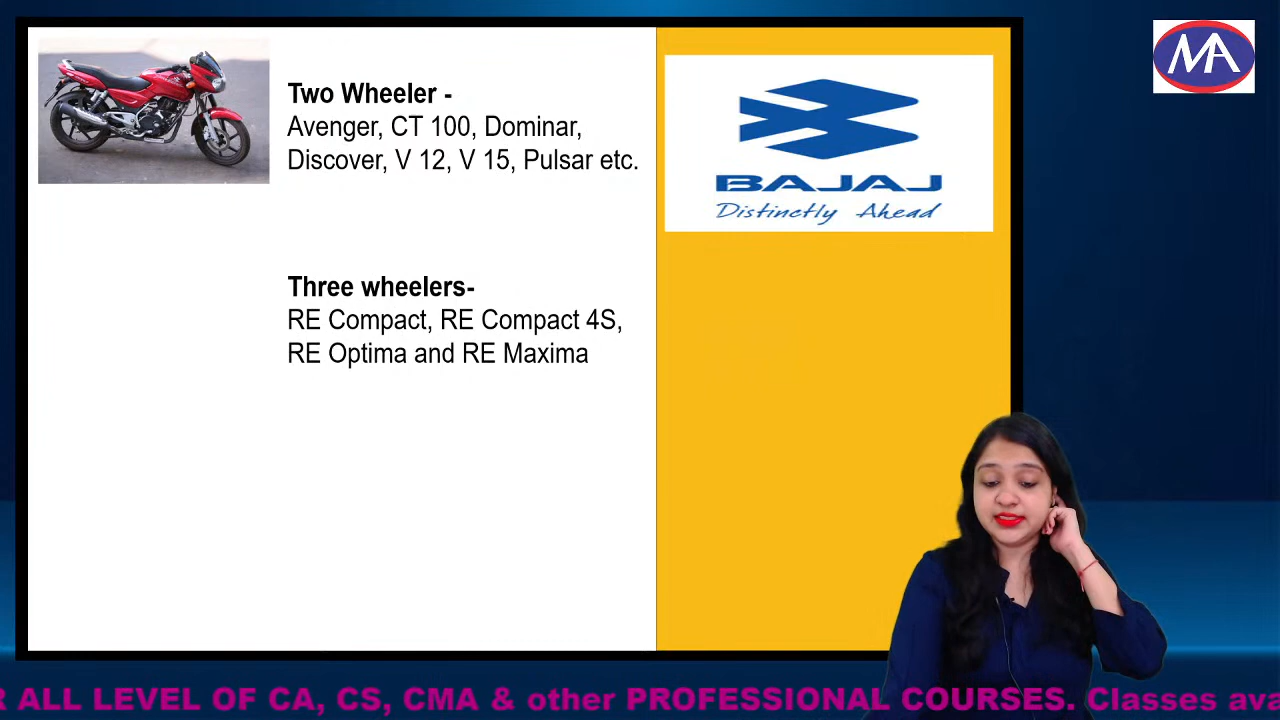 Two Wheeler -
Avenger, CT 100, Dominar,
Discover, V 12, V 15, Pulsar etc.
Three wheelers-
RE Compact, RE Compact 4S,
RE Optima and RE Maxima
BAJAJ
Distinctly Ahead
MA
R ALL LEVEL OF CA, CS, CMA & other PROFESSIONAL COURSES. Classes ava